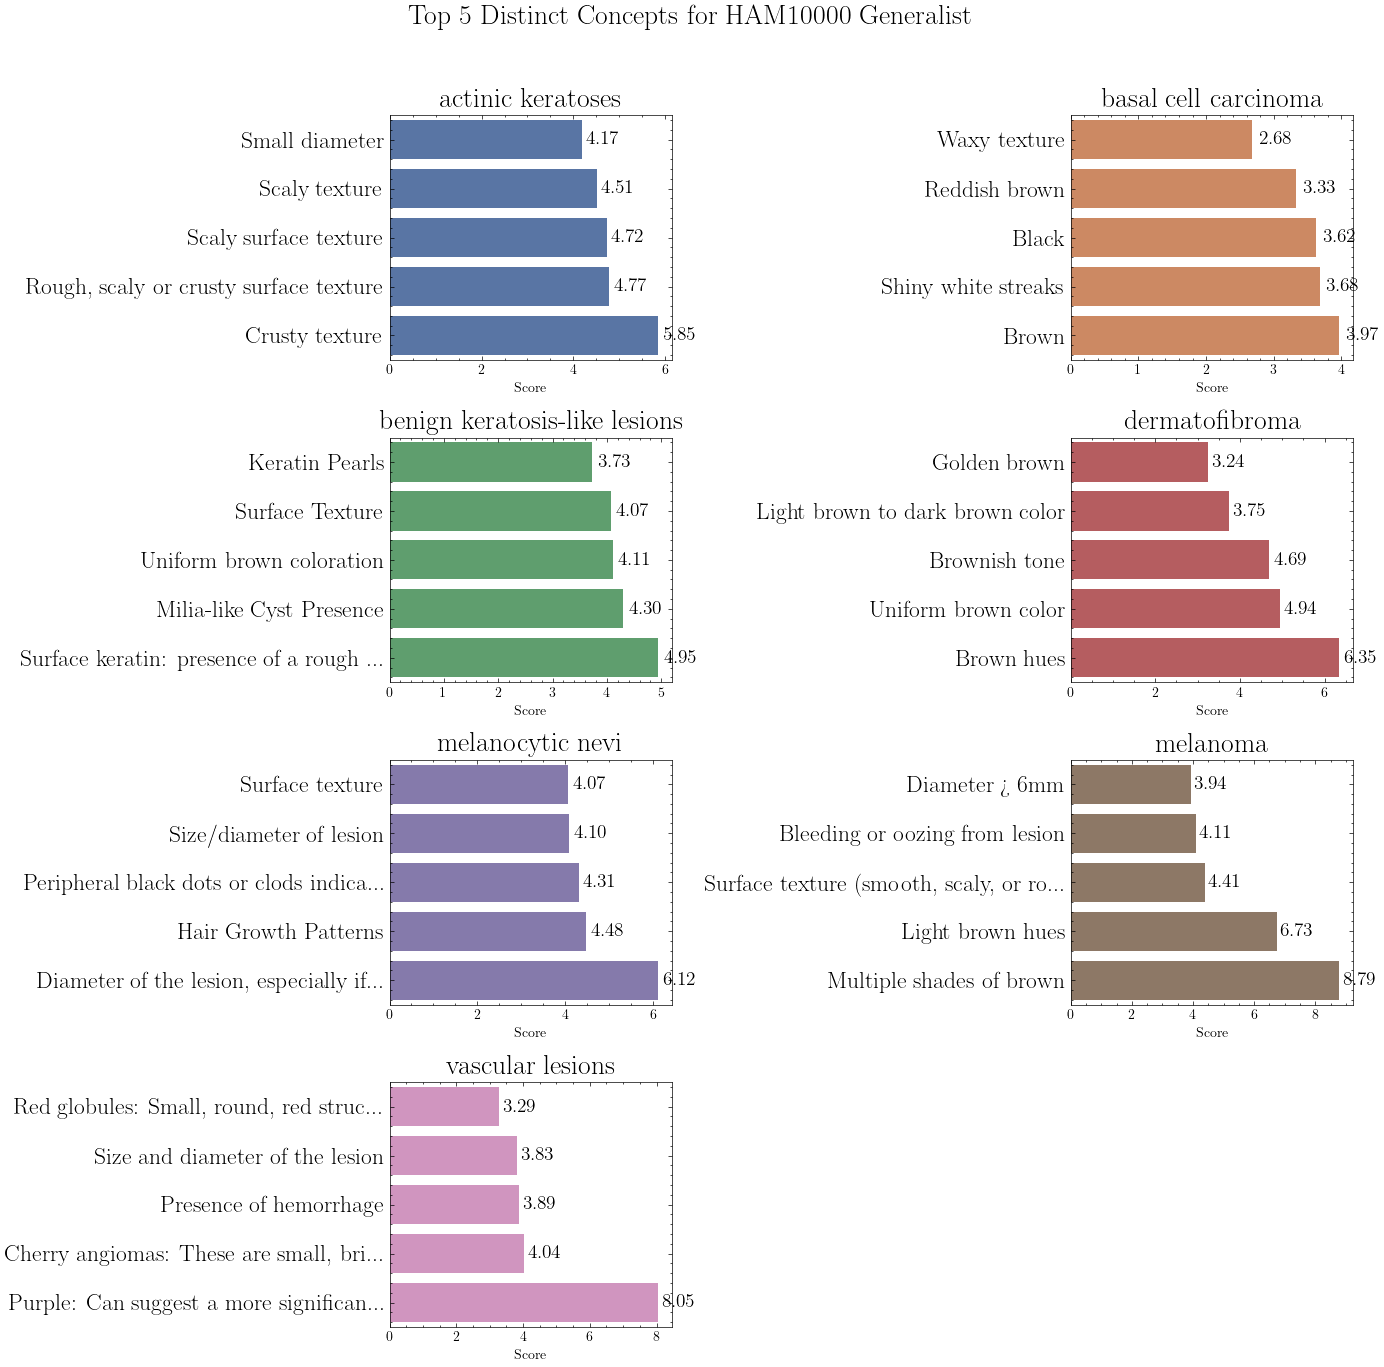 Top 5 Distinct Concepts for HAM10000 Generalist
actinic keratoses
Small diameter 4.17
Scaly texture 4.51
Scaly surface texture 4.72
Rough, scaly or crusty surface texture 4.77
Crusty texture 5.85
0 2 4 6
Score
basal cell carcinoma
Waxy texture 2.68
Reddish brown 3.33
Black 3.62
Shiny white streaks 3.68
Brown 3.97
0 1 2 3 4
Score
benign keratosis-like lesions
Keratin Pearls 3.73
Surface Texture 4.07
Uniform brown coloration 4.11
Milia-like Cyst Presence 4.30
Surface keratin: presence of a rough ... 4.95
0 1 2 3 4 5
Score
dermatofibroma
Golden brown 3.24
Light brown to dark brown color 3.75
Brownish tone 4.69
Uniform brown color 4.94
Brown hues 6.35
0 2 4 6
Score
melanocytic nevi
Surface texture 4.07
Size/diameter of lesion 4.10
Peripheral black dots or clods indica... 4.31
Hair Growth Patterns 4.48
Diameter of the lesion, especially if... 6.12
0 2 4 6
Score
melanoma
Diameter ¿ 6mm 3.94
Bleeding or oozing from lesion 4.11
Surface texture (smooth, scaly, or ro... 4.41
Light brown hues 6.73
Multiple shades of brown 8.79
0 2 4 6 8
Score
vascular lesions
Red globules: Small, round, red struc... 3.29
Size and diameter of the lesion 3.83
Presence of hemorrhage 3.89
Cherry angiomas: These are small, bri... 4.04
Purple: Can suggest a more significan... 8.05
0 2 4 6 8
Score